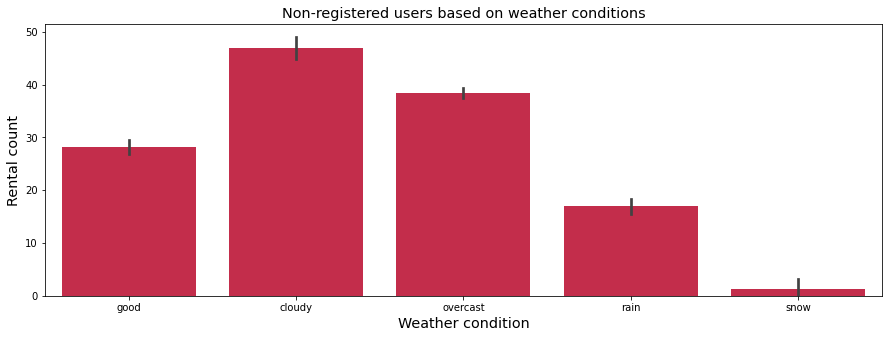 Non-registered users based on weather conditions
Rental count
50
40
30
20
10
0
good cloudy overcast rain snow
Weather condition